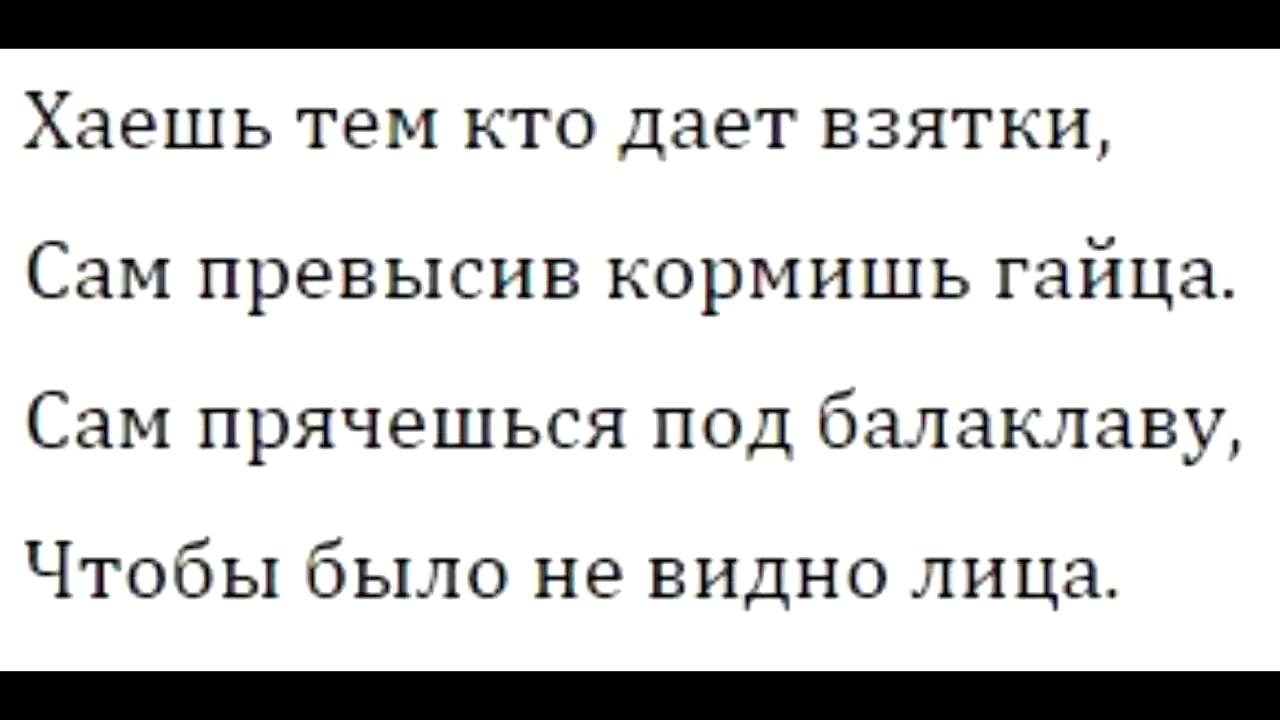 Хаешь тем кто дает взятки,
Сам превысив кормишь гайца.
Сам прячешься под балаклаву,
Чтобы было не видно лица.